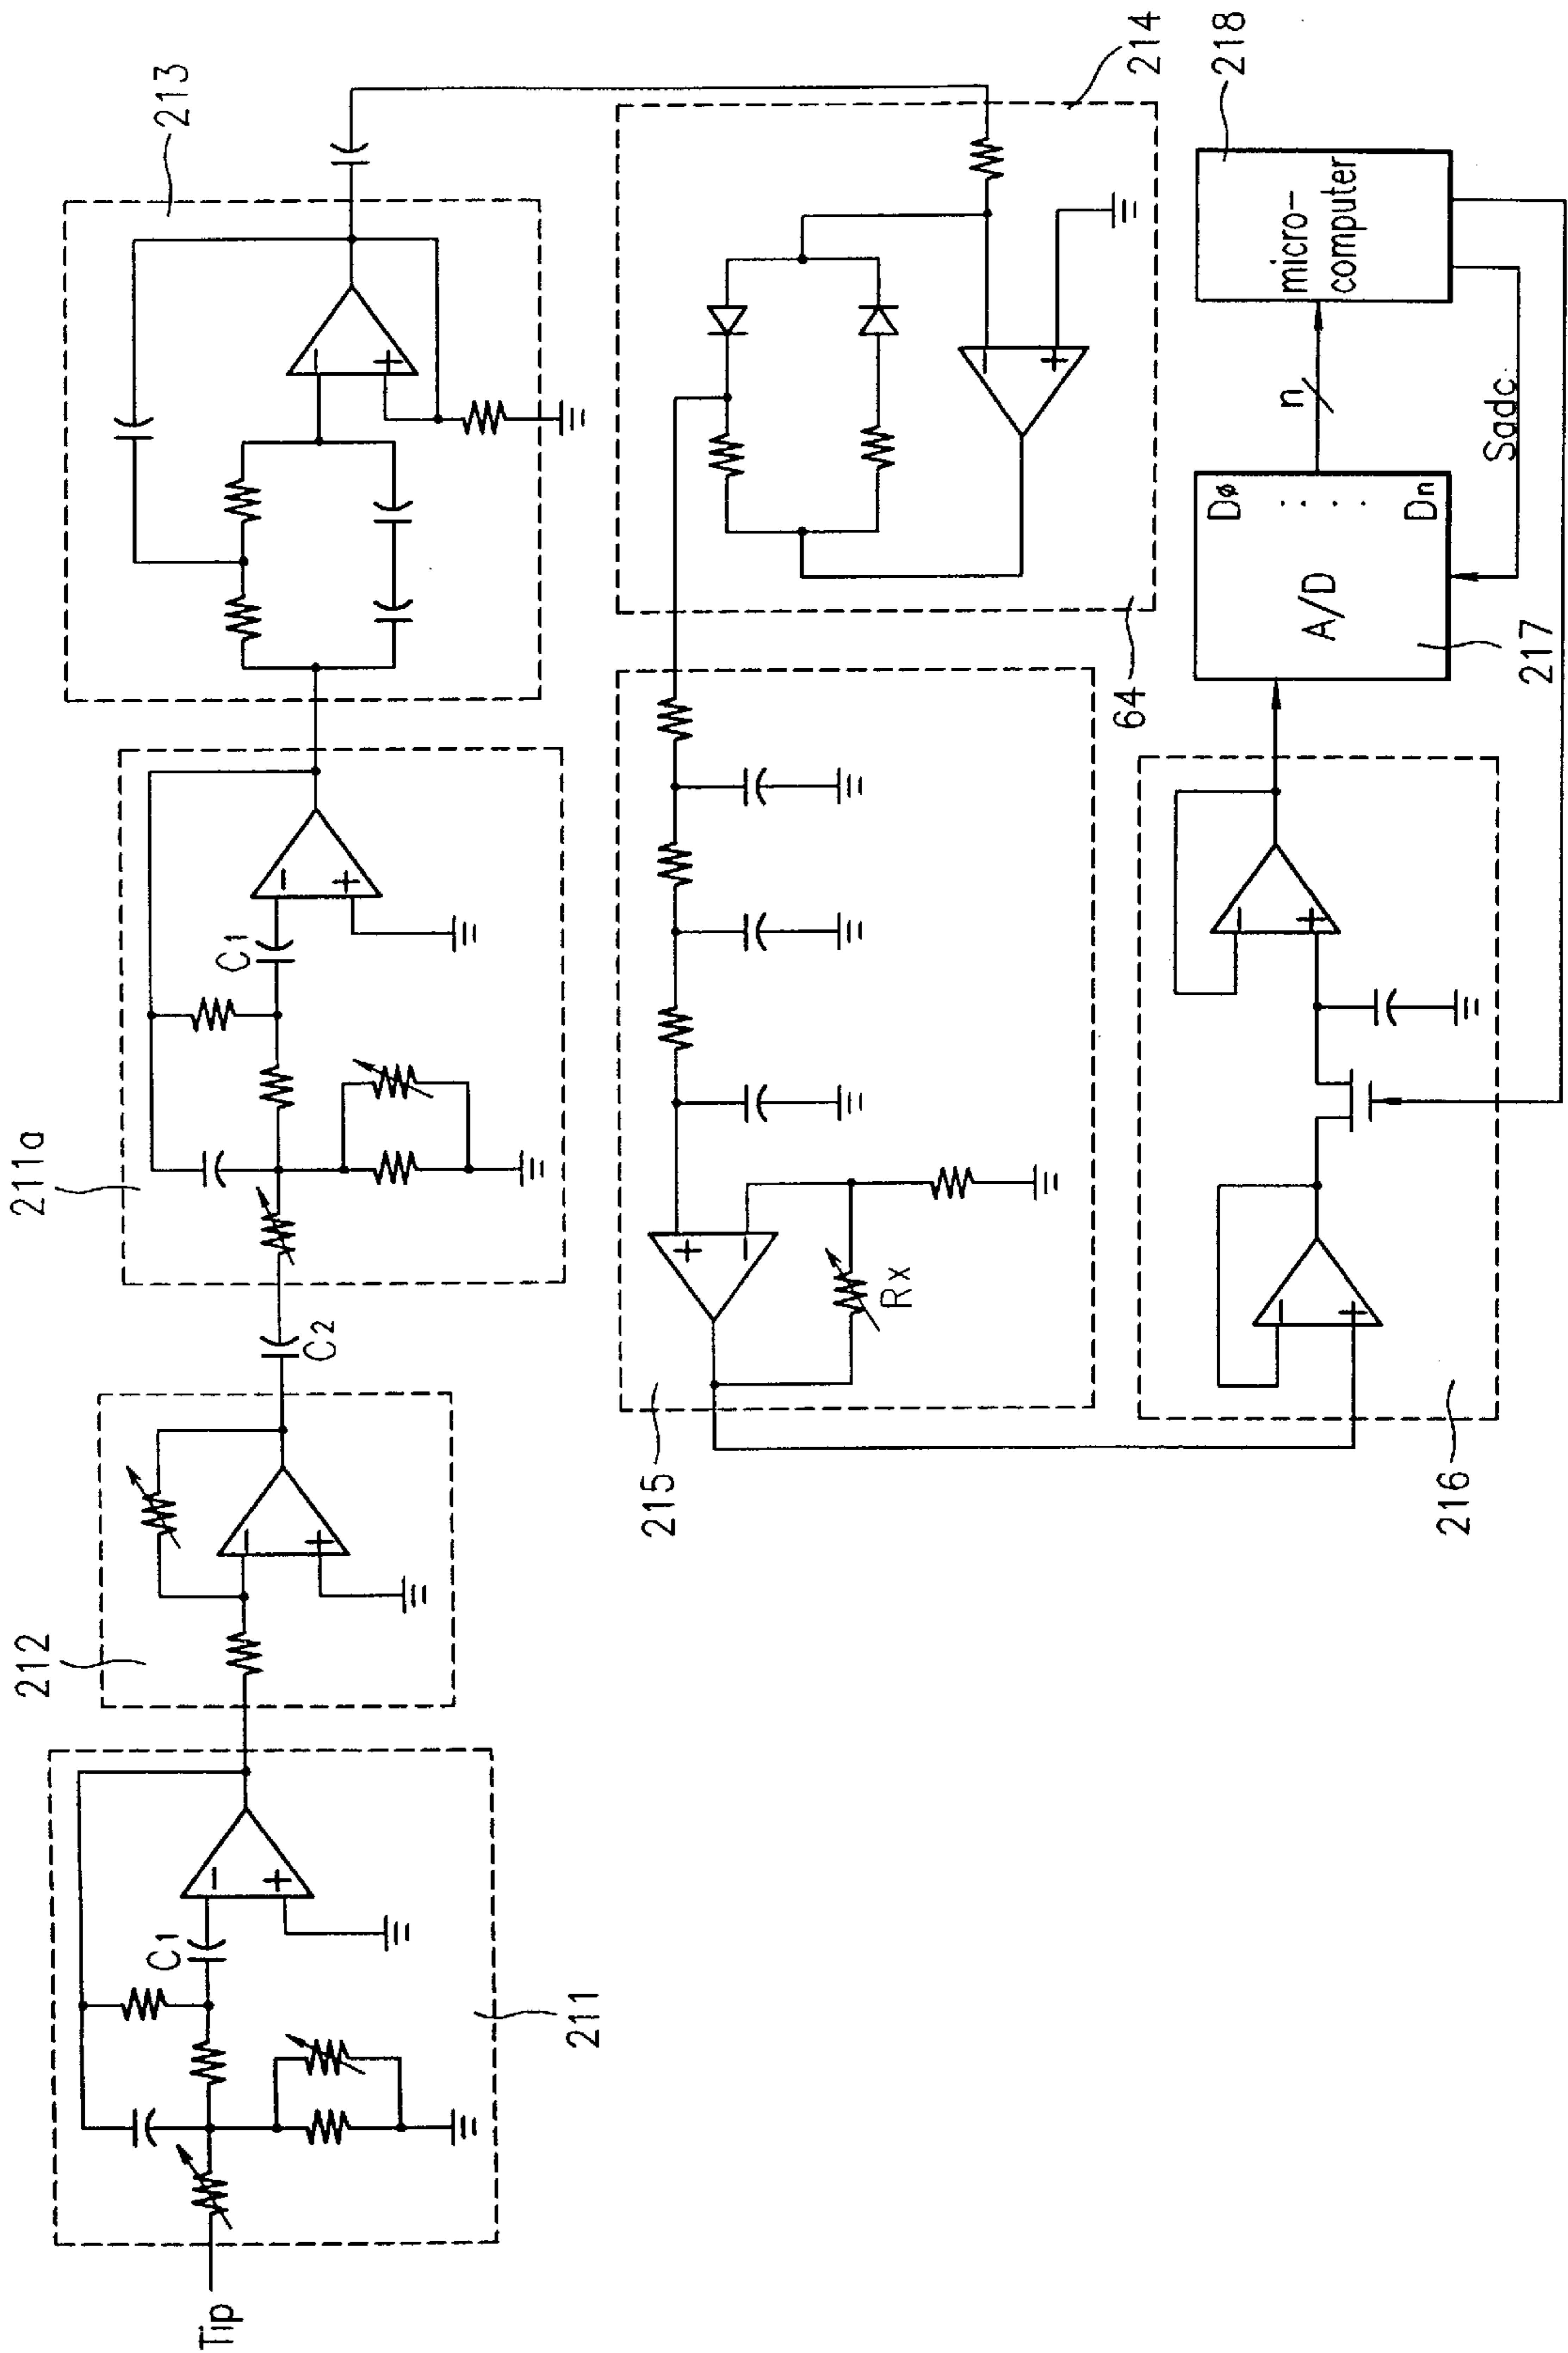 Tip
C1
211
212
C2
211a
C1
213
214
64
215
Rx
216
A/D
DØ
Dn
217
n
Sadc
micro-
computer
218